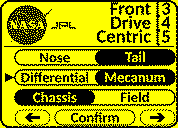 NASA JPL
Front 3
Drive 4
Centric 5
Nose Tail
Differential Mecanum
Chassis Field
← Confirm →